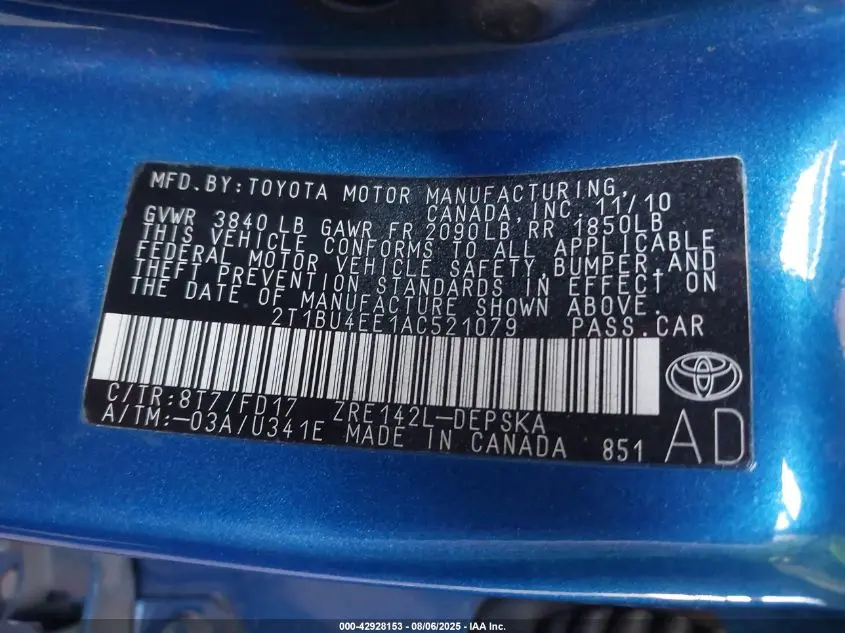 MFD.BY:TOYOTA MOTOR MANUFACTURING,
CANADA,INC. 11/10
GVWR 3840 LB GAWR FR 2090LB RR 1850LB
THIS VEHICLE CONFORMS TO ALL APPLICABLE
FEDERAL MOTOR VEHICLE SAFETY,BUMPER,AND
THEFT PREVENTION STANDARDS IN EFFECT ON
THE DATE OF MANUFACTURE SHOWN ABOVE.
2T1BU4EE1AC521079 PASS.CAR
C/TR:8T7/FD17 ZRE142L-DEPSKA
A/TM:-03A/U341E MADE IN CANADA 851 AD
000-42928153 - 08/06/2025 - IAA Inc.